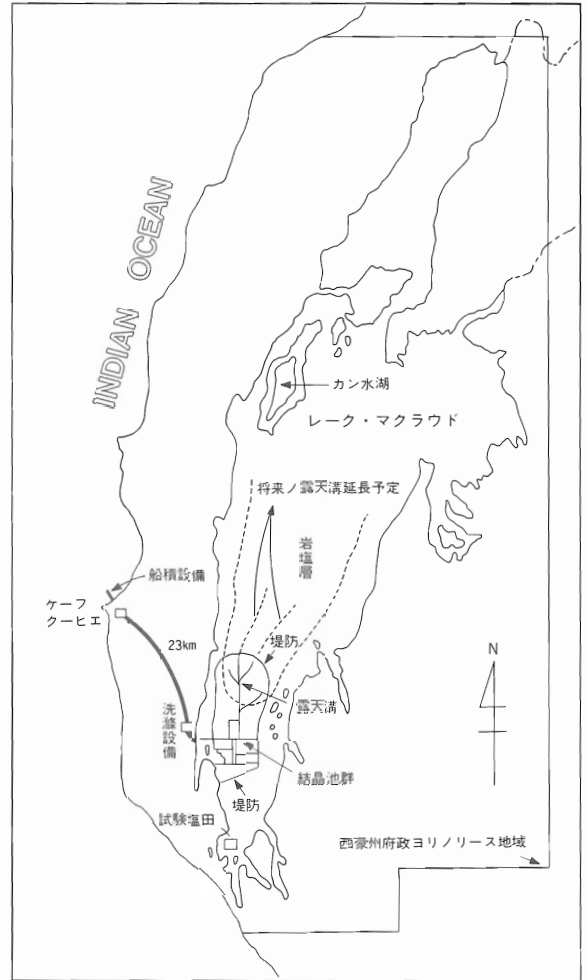 INDIAN OCEAN
カン水湖
レーク・マクラウド
将来ノ露天溝延長予定
岩塩層
船積設備
ケープ
クーヒエ
23km
堤防
N
洗滌設備
露天溝
結晶池群
堤防
試験塩田
西豪州府政ヨリノリース地域